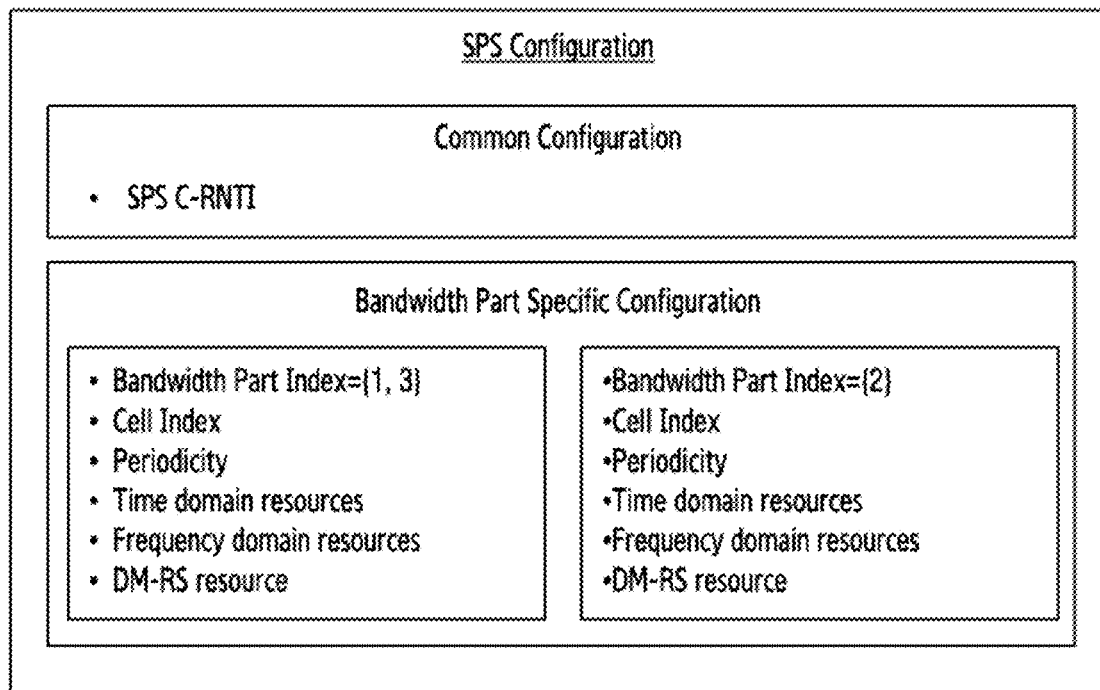 SPS Configuration
Common Configuration
• SPS C-RNTI
Bandwidth Part Specific Configuration
• Bandwidth Part Index={1, 3}
• Cell Index
• Periodicity
• Time domain resources
• Frequency domain resources
• DM-RS resource
•Bandwidth Part Index={2}
•Cell Index
•Periodicity
•Time domain resources
•Frequency domain resources
•DM-RS resource